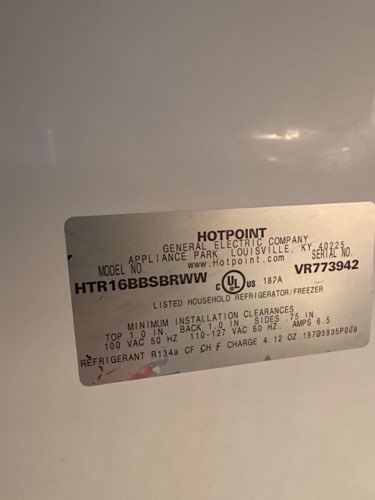 HOTPOINT
GENERAL ELECTRIC COMPANY
APPLIANCE PARK LOUISVILLE, KY 40225
MODEL NO. www.Hotpoint.com SERIAL NO.
HTR16BBSBRWW C UL US 187A VR773942
LISTED HOUSEHOLD REFRIGERATOR/FREEZER
MINIMUM INSTALLATION CLEARANCES
TOP 1.0 IN. BACK 1.0 IN. SIDES .75 IN.
100 VAC 50 HZ 110-127 VAC 60 HZ. AMPS 6.5
REFRIGERANT R134a CF CH F CHARGE 4.12 OZ.197D3935P008